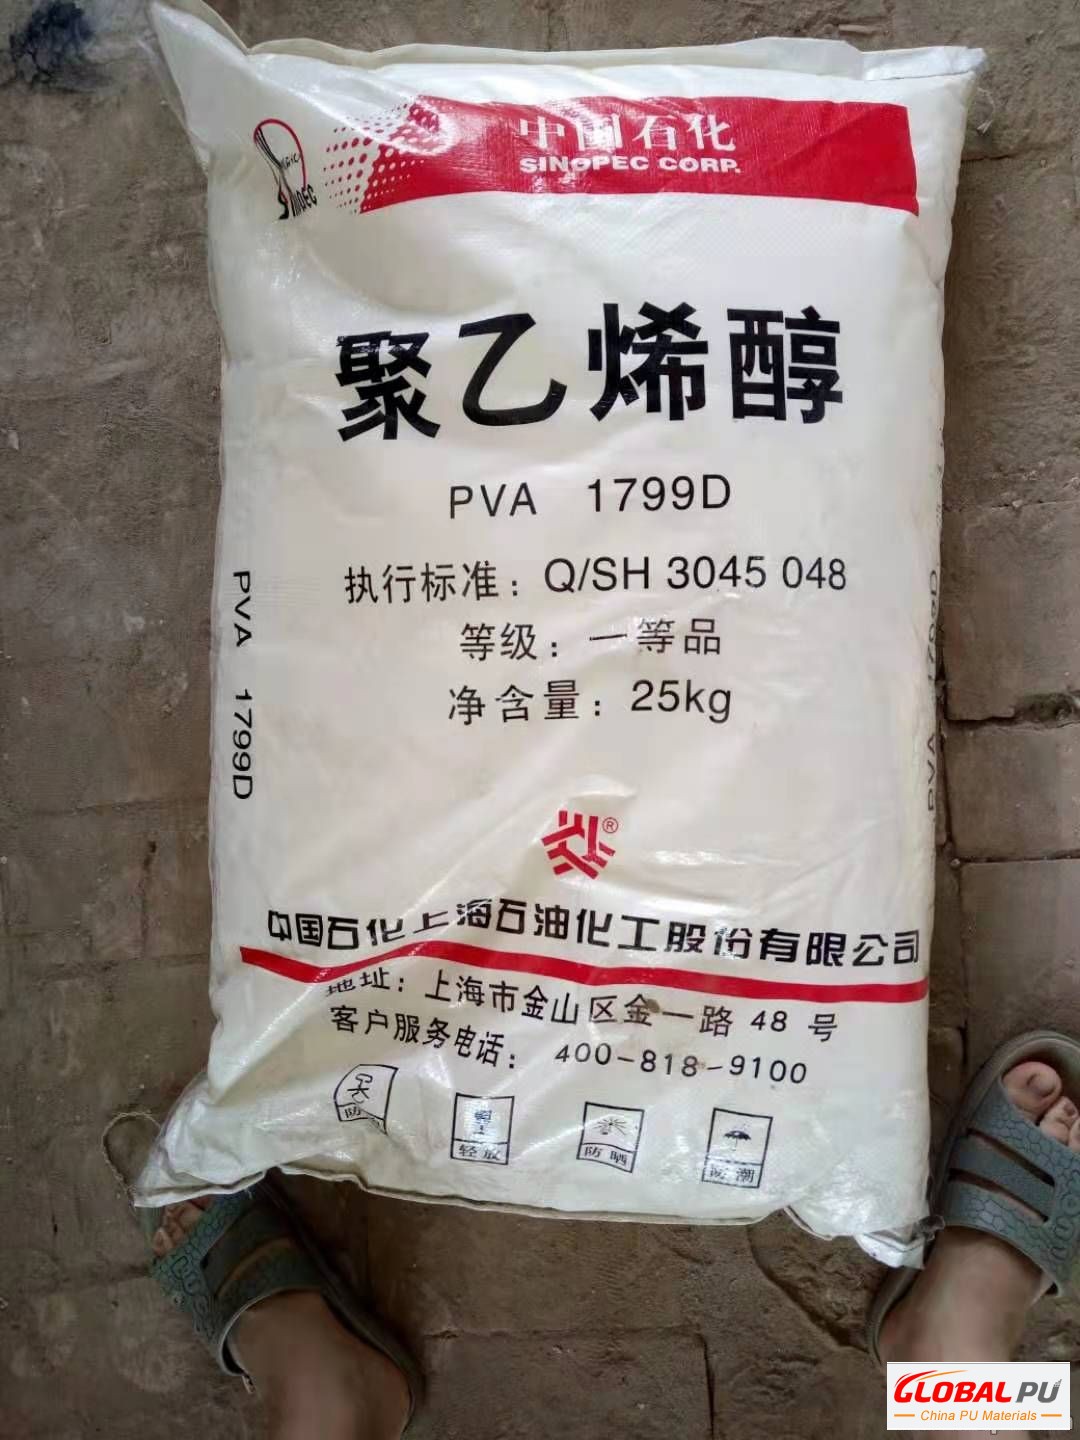 中国石化
SINOPEC CORP.
SINOPEC
聚乙烯醇
PVA 1799D
执行标准：Q/SH 3045 048
等级：一等品
净含量：25kg
PVA 1799D
®
中国石化上海石油化工股份有限公司
地址：上海市金山区金一路 48 号
客户服务电话：400-818-9100
轻放
防晒
防潮
GLOBAL PU
China PU Materials